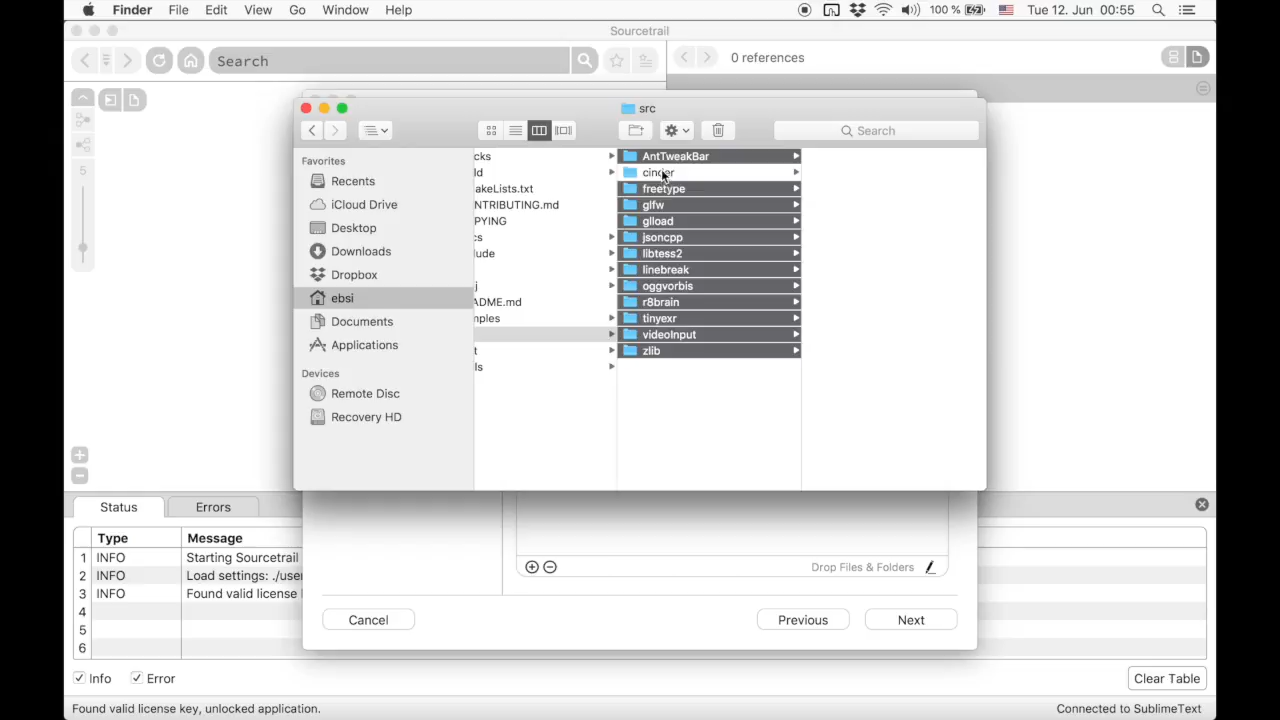 Finder File Edit View Go Window Help 100 % Tue 12. Jun 00:55
Sourcetrail
Search 0 references
src
Search
Favorites
Recents
iCloud Drive
Desktop
Downloads
Dropbox
ebsi
Documents
Applications
Devices
Remote Disc
Recovery HD
cks
ld
akeLists.txt
NTRIBUTING.md
PYING
cs
lude
j
ADME.md
mples
t
ls
AntTweakBar
cinder
freetype
glfw
glload
jsoncpp
libtess2
linebreak
oggvorbis
r8brain
tinyexr
videoInput
zlib
5
Drop Files & Folders
Cancel Previous Next
Status Errors
Type Message
1 INFO Starting Sourcetrail
2 INFO Load settings: ./user
3 INFO Found valid license
4
5
6
Info Error Clear Table
Found valid license key, unlocked application. Connected to SublimeText